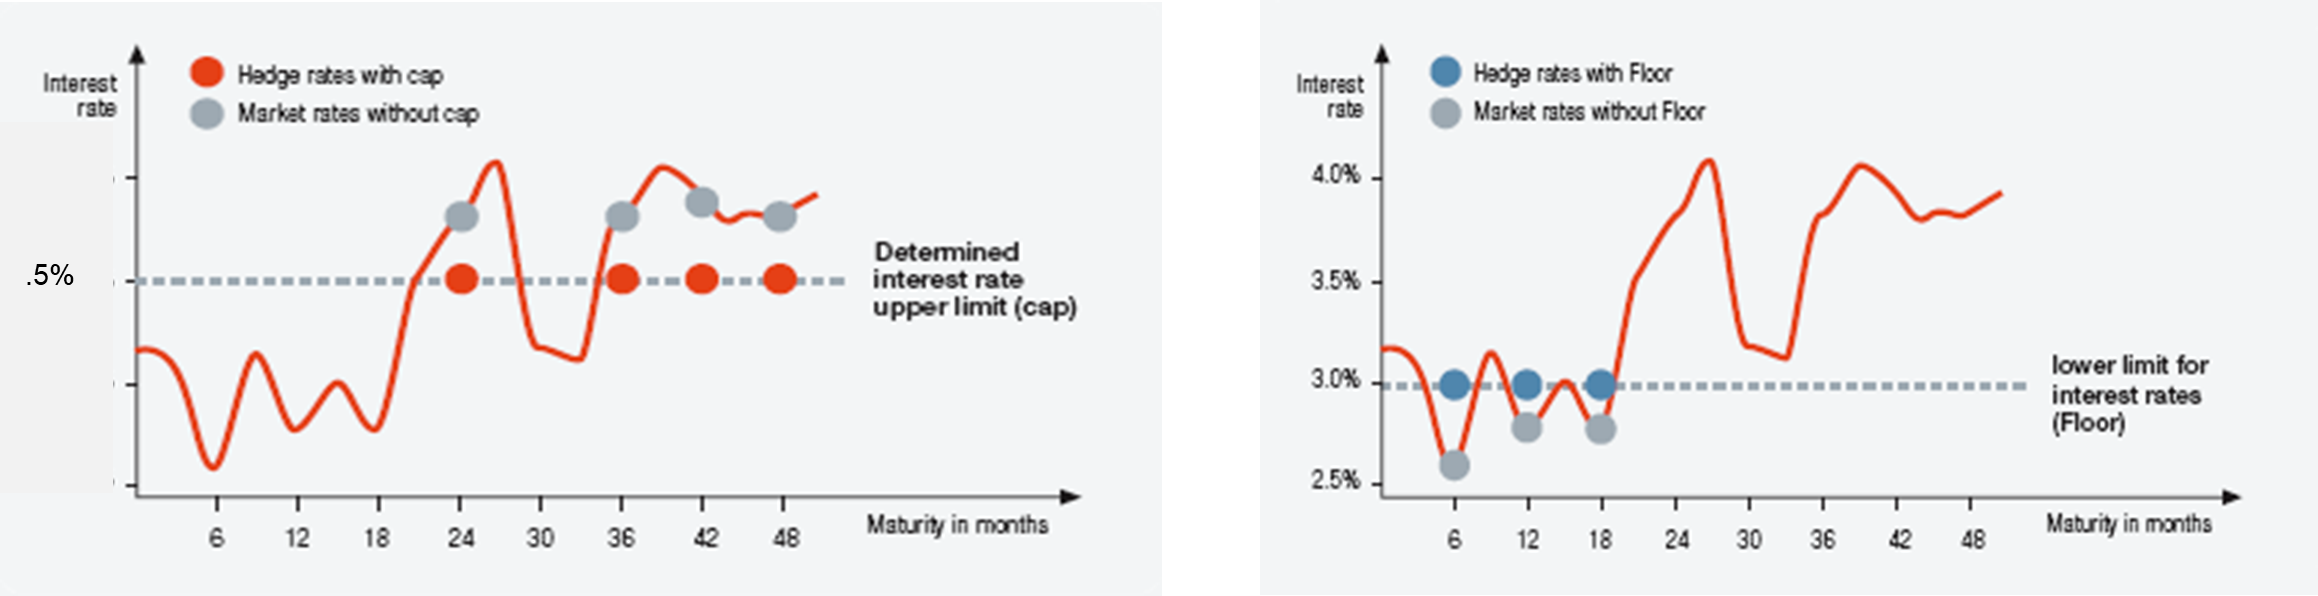 Interest
rate
Hedge rates with cap
Market rates without cap
.5%
Determined
interest rate
upper limit (cap)
6 12 18 24 30 36 42 48
Maturity in months
Interest
rate
Hedge rates with Floor
Market rates without Floor
4.0%
3.5%
3.0%
2.5%
lower limit for
interest rates
(Floor)
6 12 18 24 30 36 42 48
Maturity in months